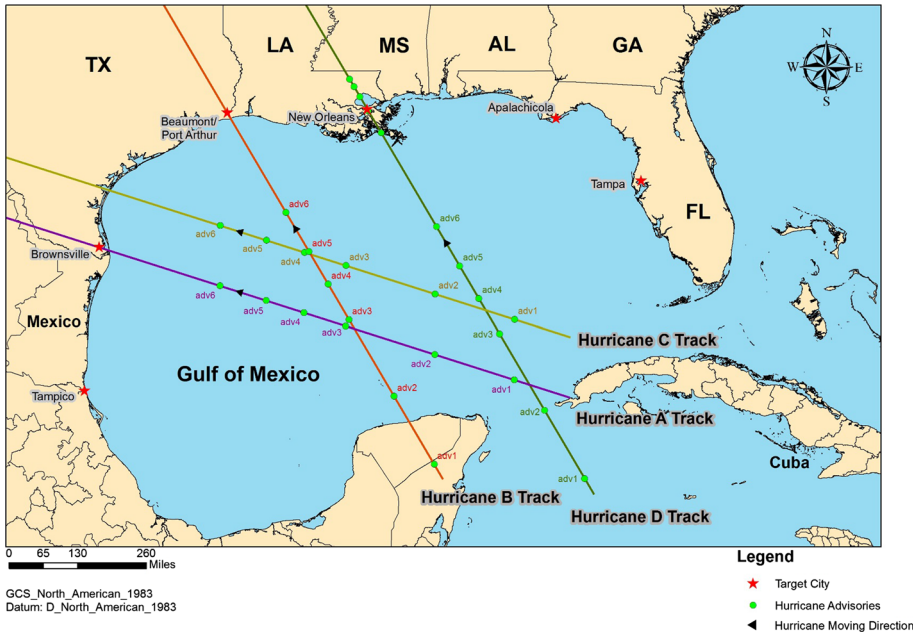 N
W E
S
TX
LA
MS
AL
GA
Beaumont/
Port Arthur
New Orleans
Apalachicola
Tampa
FL
adv6
adv6
adv6
adv5
adv4
adv5
adv3
adv5
Brownsville
adv4
adv4
adv2
adv6
adv5
adv4
adv3
adv3
adv1
adv3
Hurricane C Track
Mexico
adv2
Gulf of Mexico
adv1
Tampico
adv2
adv2
Hurricane A Track
adv1
Cuba
Hurricane B Track
adv1
Hurricane D Track
0 65 130 260
Miles
GCS_North_American_1983
Datum: D_North_American_1983
Legend
Target City
Hurricane Advisories
Hurricane Moving Direction